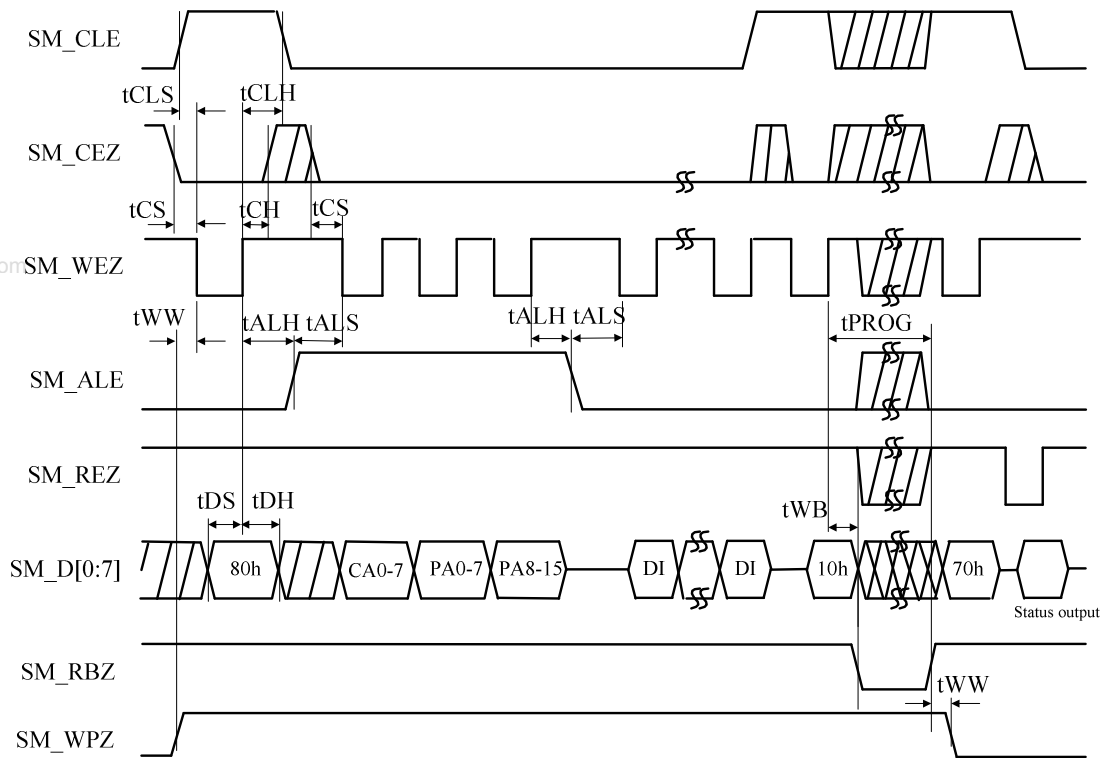 SM_CLE
tCLS
tCLH
SM_CEZ
tCS
tCH
tCS
om
SM_WEZ
tWW
tALH
tALS
tALH
tALS
tPROG
SM_ALE
SM_REZ
tDS
tDH
tWB
SM_D[0:7]
80h
CA0-7
PA0-7
PA8-15
DI
DI
10h
70h
Status output
SM_RBZ
tWW
SM_WPZ